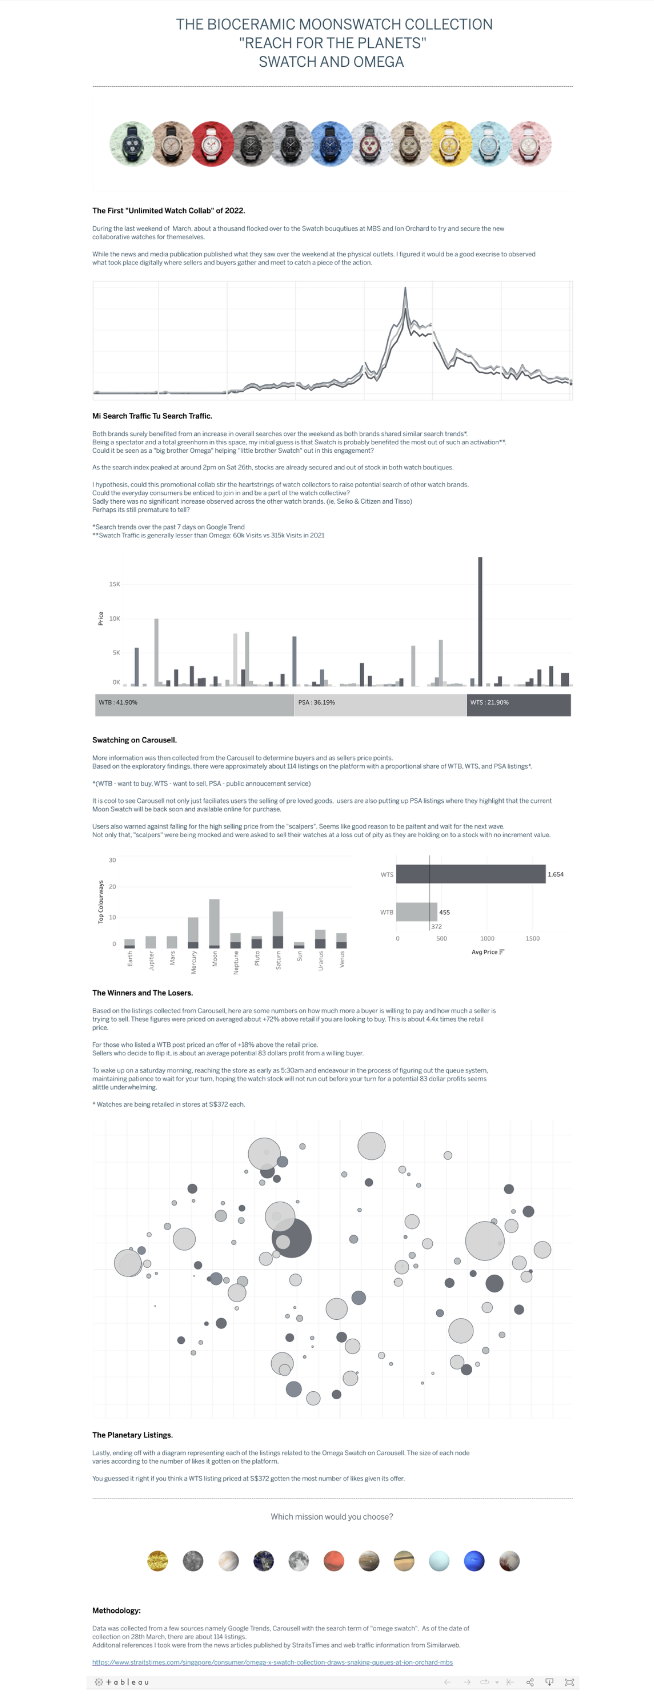 THE BIOCERAMIC MOONSWATCH COLLECTION
"REACH FOR THE PLANETS"
SWATCH AND OMEGA
The First "Unlimited Watch Collab" of 2022.
During the last weekend of March, about a thousand flocked over to the Swatch bouqutiues at MBS and Ion Orchard to try and secure the new
collaborative watches for themeselves.
While the news and media publication published what they saw over the weekend at the physical outlets. I figured it would be a good execrise to observed
what took place digitally where sellers and buyers gather and meet to catch a piece of the action.
Mi Search Traffic Tu Search Traffic.
Both brands surely benefited from an increase in overall searches over the weekend as both brands shared similar search trends*.
Being a spectator and a total greenhorn in this space, my initial guess is that Swatch is probably benefited the most out of such an activation**.
Could it be seen as a "big brother Omega" helping "little brother Swatch" out in this engagement?
As the search index peaked at around 2pm on Sat 26th, stocks are already secured and out of stock in both watch boutiques.
I hypothesis, could this promotional collab stir the heartstrings of watch collectors to raise potential search of other watch brands.
Could the everyday consumers be enticed to join in and be a part of the watch collective?
Sadly there was no significant increase observed across the other watch brands. (ie. Seiko & Citizen and Tisso)
Perhaps its still premature to tell?
*Search trends over the past 7 days on Google Trend
**Swatch Traffic is generally lesser than Omega: 60k Visits vs 315k Visits in 2021
Price
15K
10K
5K
0K
WTB : 41.90%
PSA : 36.19%
WTS : 21.90%
Swatching on Carousell.
More information was then collected from the Carousell to determine buyers and as sellers price points.
Based on the exploratory findings, there were approximately about 114 listings on the platform with a proportional share of WTB, WTS, and PSA listings*.
*(WTB - want to buy, WTS - want to sell, PSA - public annoucement service)
It is cool to see Carousell not only just faciliates users the selling of pre loved goods, users are also putting up PSA listings where they highlight that the current
Moon Swatch will be back soon and available online for purchase.
Users also warned against falling for the high selling price from the "scalpers". Seems like good reason to be paitent and wait for the next wave.
Not only that, "scalpers" were being mocked and were asked to sell their watches at a loss out of pity as they are holding on to a stock with no increment value.
Top Colourways
30
20
10
0
Earth
Jupiter
Mars
Mercury
Moon
Neptune
Pluto
Saturn
Sun
Uranus
Venus
WTS
1,654
WTB
455
372
0
500
1000
1500
Avg Price
The Winners and The Losers.
Based on the listings collected from Carousell, here are some numbers on how much more a buyer is willing to pay and how much a seller is
trying to sell. These figures were priced on averaged about +72% above retail if you are looking to buy. This is about 4.4x times the retail
price.
For those who listed a WTB post priced an offer of +18% above the retail price.
Sellers who decide to flip it, is about an average potential 83 dollars profit from a willing buyer.
To wake up on a saturday morning, reaching the store as early as 5:30am and endeavour in the process of figuring out the queue system,
maintaining patience to wait for your turn, hoping the watch stock will not run out before your turn for a potential 83 dollar profits seems
alittle underwhelming.
* Watches are being retailed in stores at S$372 each.
The Planetary Listings.
Lastly, ending off with a diagram representing each of the listings related to the Omega Swatch on Carousell. The size of each node
varies according to the number of likes it gotten on the platform.
You guessed it right if you think a WTS listing priced at S$372 gotten the most number of likes given its offer.
Which mission would you choose?
Methodology:
Data was collected from a few sources namely Google Trends, Carousell with the search term of "omege swatch". As of the date of
collection on 28th March, there are about 114 listings.
Additonal references I took were from the news articles published by StraitsTimes and web traffic information from Similarweb.
https://www.straitstimes.com/singapore/consumer/omega-x-swatch-collection-draws-snaking-queues-at-ion-orchard-mbs
+ a b l e a u